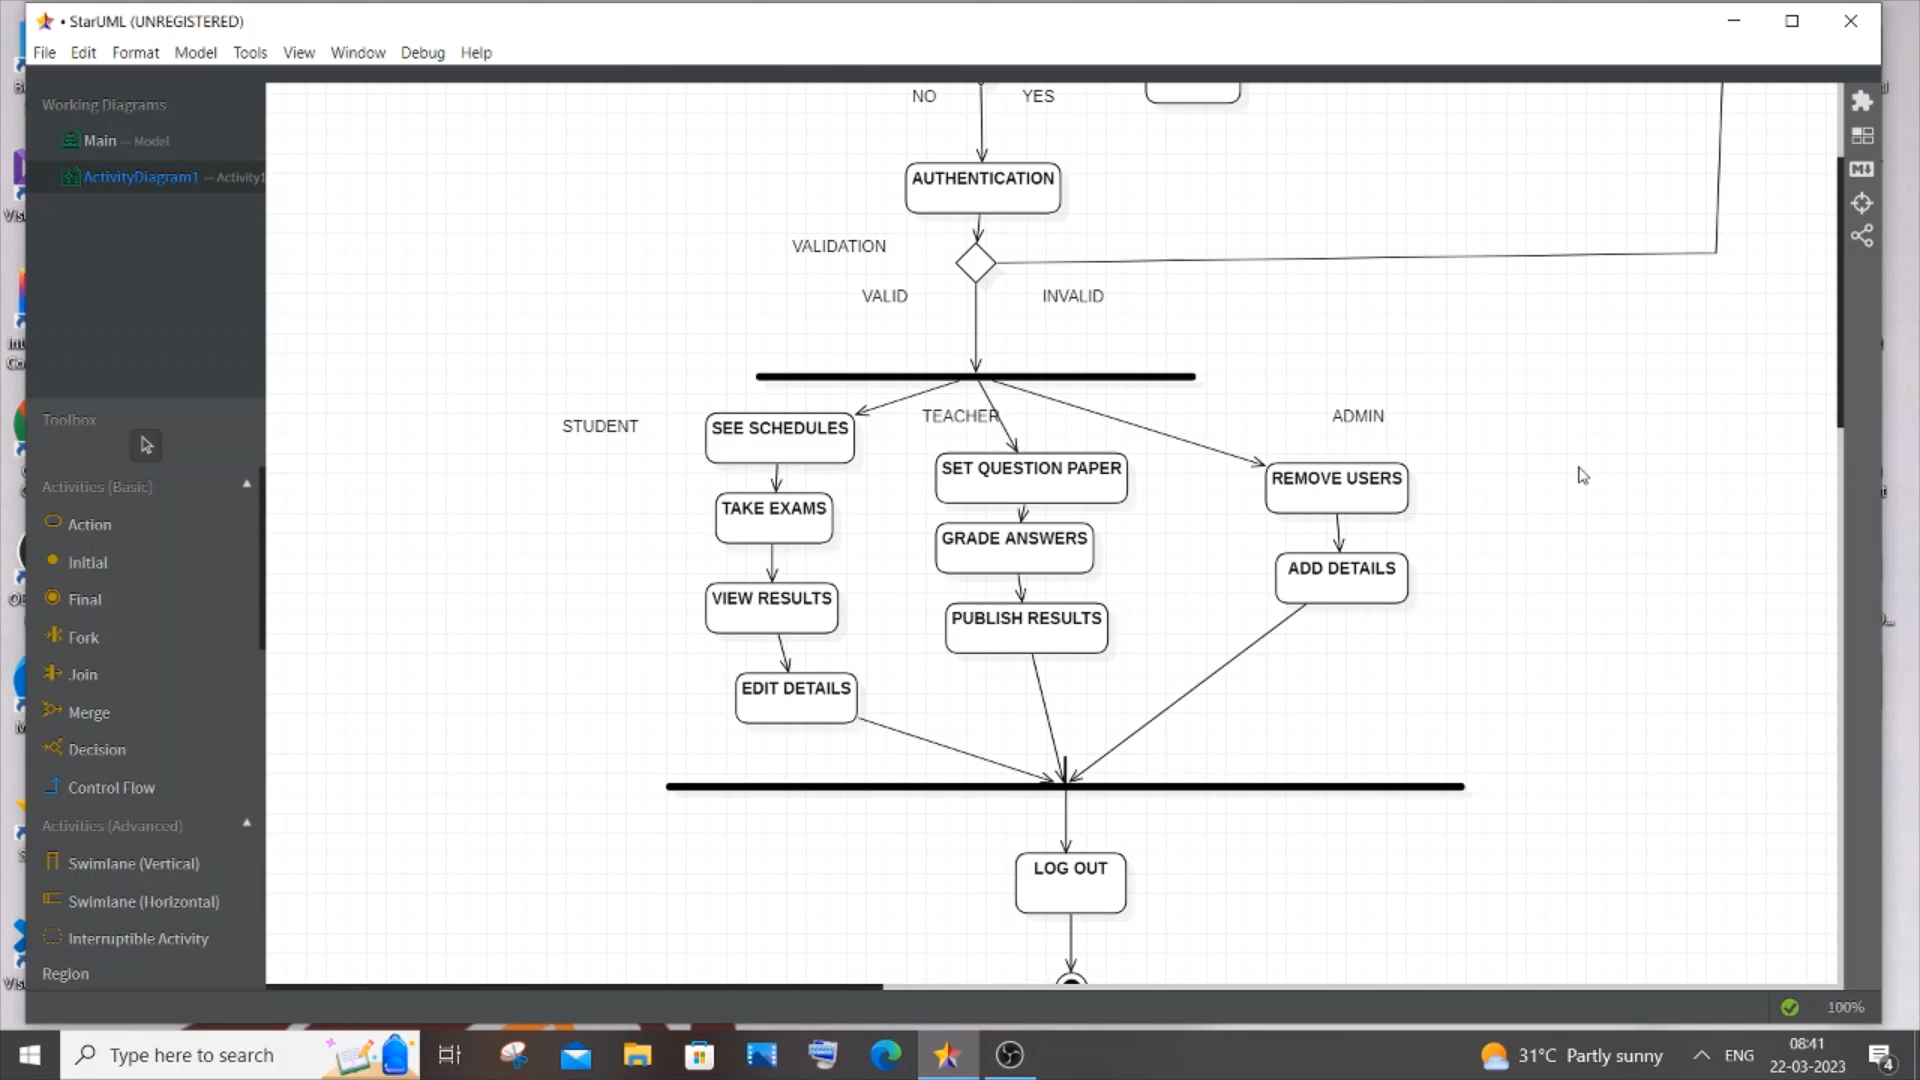 • StarUML (UNREGISTERED)
File Edit Format Model Tools View Window Debug Help
Working Diagrams
Main — Model
ActivityDiagram1 — Activity1
Toolbox
Activities (Basic)
Action
Initial
Final
Fork
Join
Merge
Decision
Control Flow
Activities (Advanced)
Swimlane (Vertical)
Swimlane (Horizontal)
Interruptible Activity
Region
NO YES
AUTHENTICATION
VALIDATION
VALID INVALID
STUDENT
SEE SCHEDULES
TAKE EXAMS
VIEW RESULTS
EDIT DETAILS
TEACHER
SET QUESTION PAPER
GRADE ANSWERS
PUBLISH RESULTS
ADMIN
REMOVE USERS
ADD DETAILS
LOG OUT
100%
Type here to search
31°C Partly sunny
ENG
08:41
22-03-2023
4